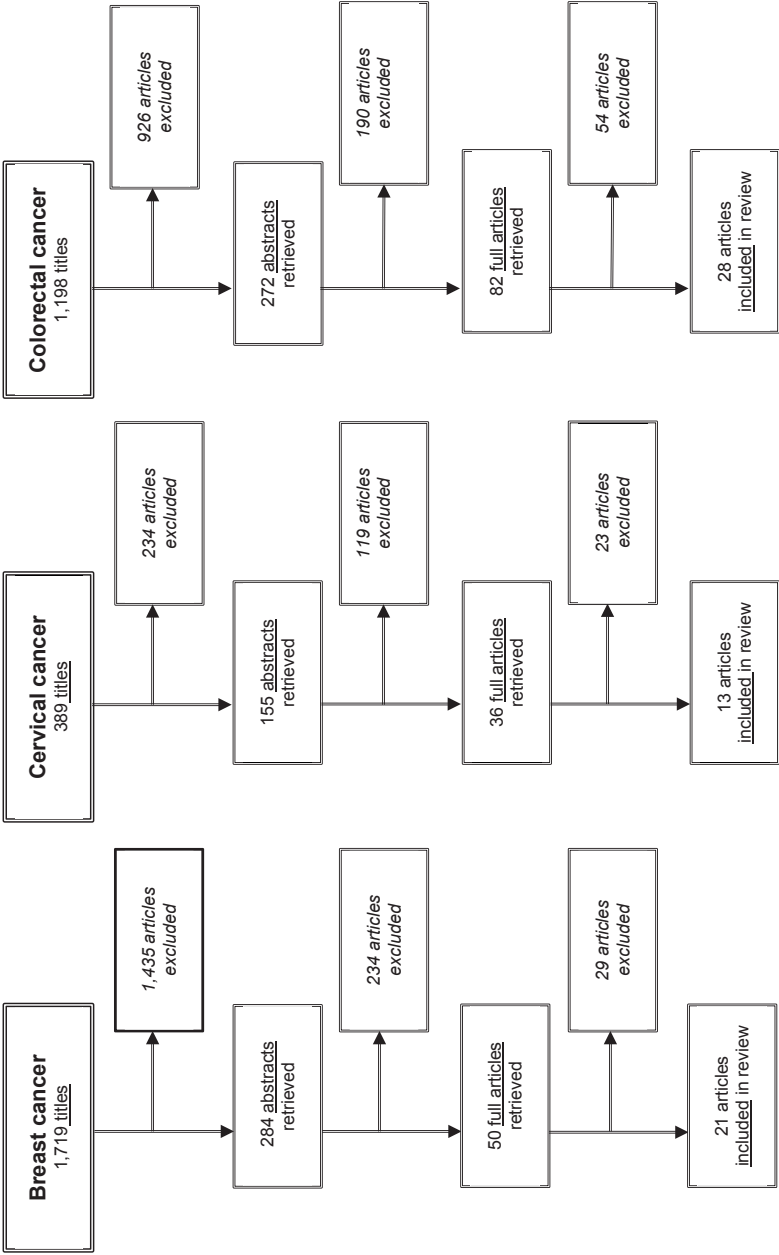 Breast cancer
1,719 titles
1,435 articles
excluded
284 abstracts
retrieved
234 articles
excluded
50 full articles
retrieved
29 articles
excluded
21 articles
included in review
Cervical cancer
389 titles
234 articles
excluded
155 abstracts
retrieved
119 articles
excluded
36 full articles
retrieved
23 articles
excluded
13 articles
included in review
Colorectal cancer
1,198 titles
926 articles
excluded
272 abstracts
retrieved
190 articles
excluded
82 full articles
retrieved
54 articles
excluded
28 articles
included in review